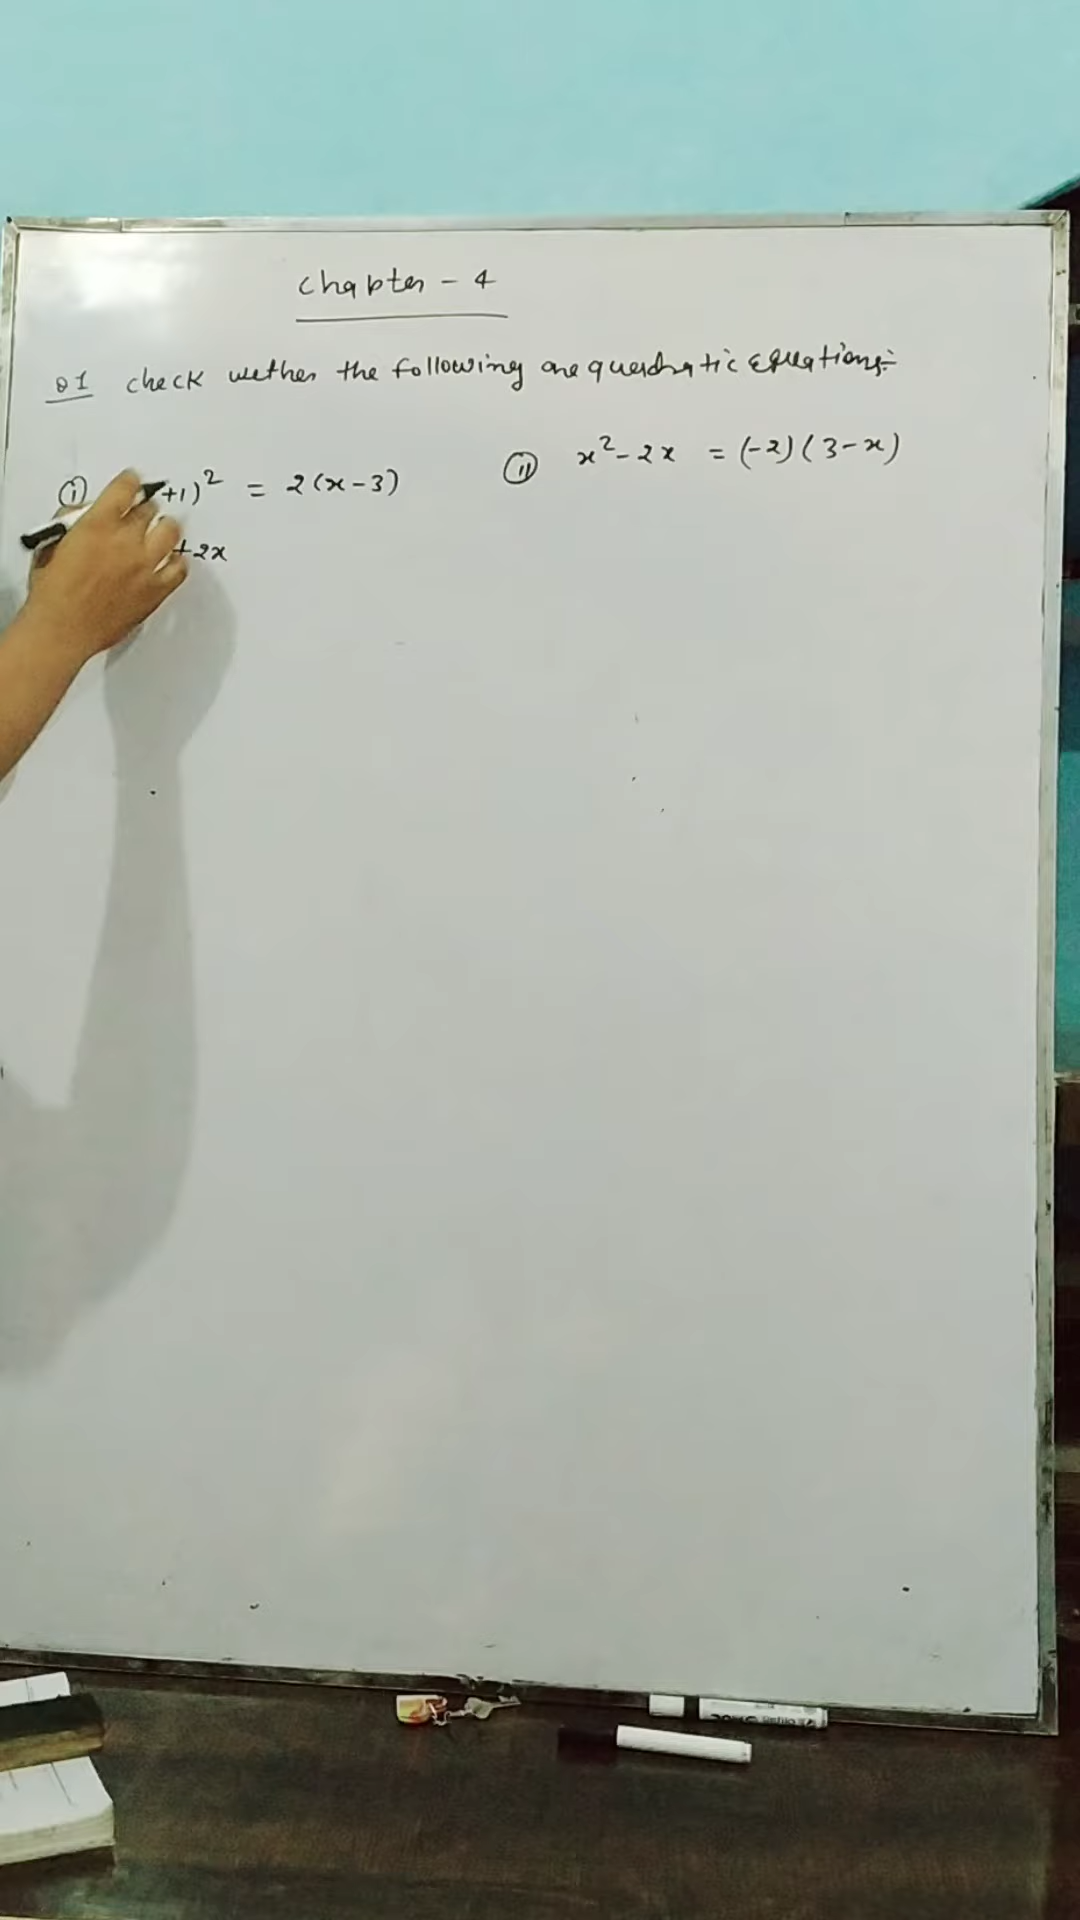 Chapter - 4
Q1 Check wether the following are quadratic Equations:-
(i) +1)² = 2(x-3)
+2x
(ii) x²-2x = (-2)(3-x)